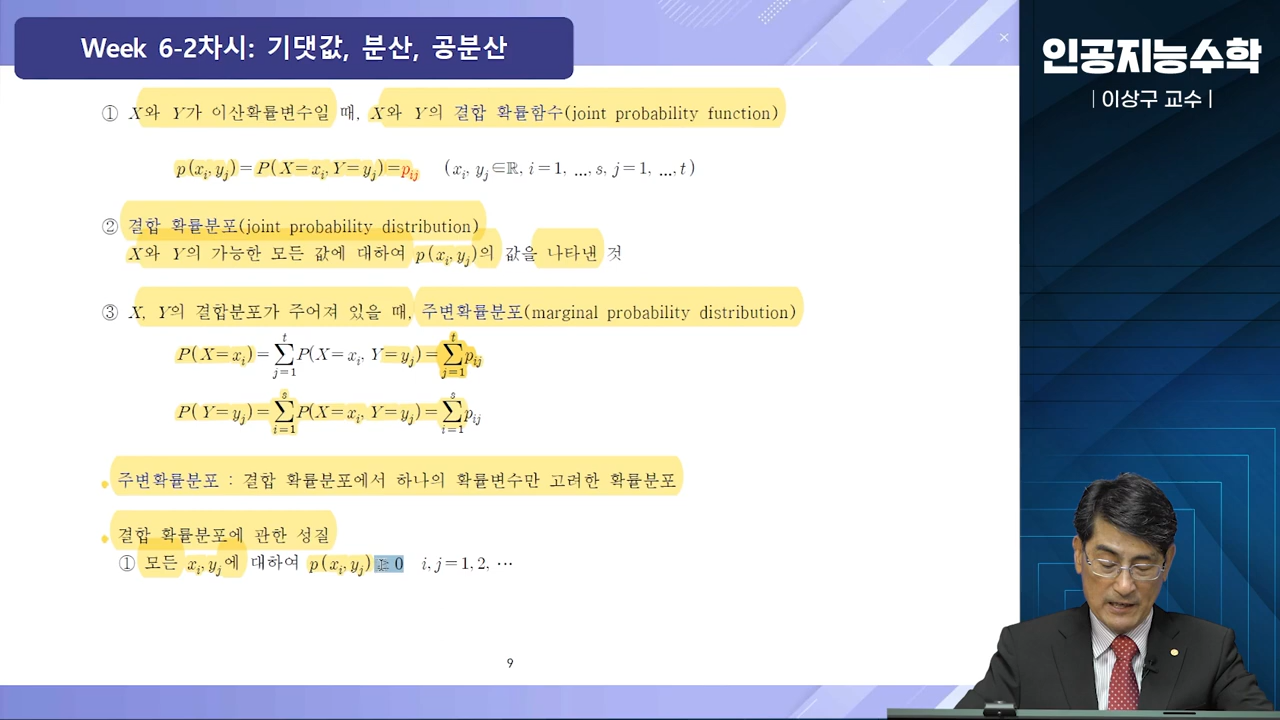 Week 6-2차시: 기댓값, 분산, 공분산
인공지능수학
| 이상구 교수 |
① X와 Y가 이산확률변수일 때, X와 Y의 결합 확률함수(joint probability function)
p(xᵢ, yⱼ)=P(X=xᵢ, Y=yⱼ)=pᵢⱼ (xᵢ, yⱼ∈ℝ, i=1, …, s, j=1, …, t)
② 결합 확률분포(joint probability distribution)
X와 Y의 가능한 모든 값에 대하여 p(xᵢ, yⱼ)의 값을 나타낸 것
③ X, Y의 결합분포가 주어져 있을 때, 주변확률분포(marginal probability distribution)
P(X=xᵢ)=∑_{j=1}^{t} P(X=xᵢ, Y=yⱼ)=∑_{j=1}^{t} pᵢⱼ
P(Y=yⱼ)=∑_{i=1}^{s} P(X=xᵢ, Y=yⱼ)=∑_{i=1}^{s} pᵢⱼ
• 주변확률분포 : 결합 확률분포에서 하나의 확률변수만 고려한 확률분포
• 결합 확률분포에 관한 성질
① 모든 xᵢ, yⱼ에 대하여 p(xᵢ, yⱼ) ≥ 0 i, j=1, 2, ⋯
9